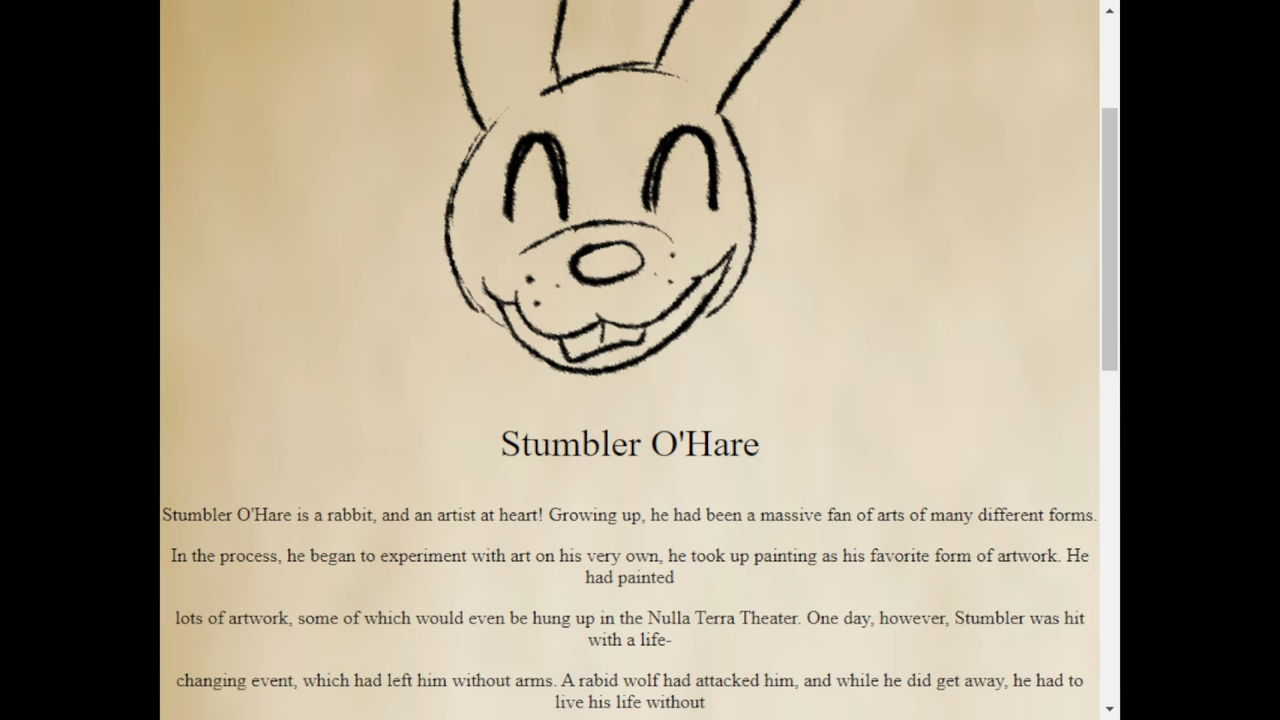 Stumbler O'Hare
Stumbler O'Hare is a rabbit, and an artist at heart! Growing up, he had been a massive fan of arts of many different forms.
In the process, he began to experiment with art on his very own, he took up painting as his favorite form of artwork. He
had painted
lots of artwork, some of which would even be hung up in the Nulla Terra Theater. One day, however, Stumbler was hit
with a life-
changing event, which had left him without arms. A rabid wolf had attacked him, and while he did get away, he had to
live his life without